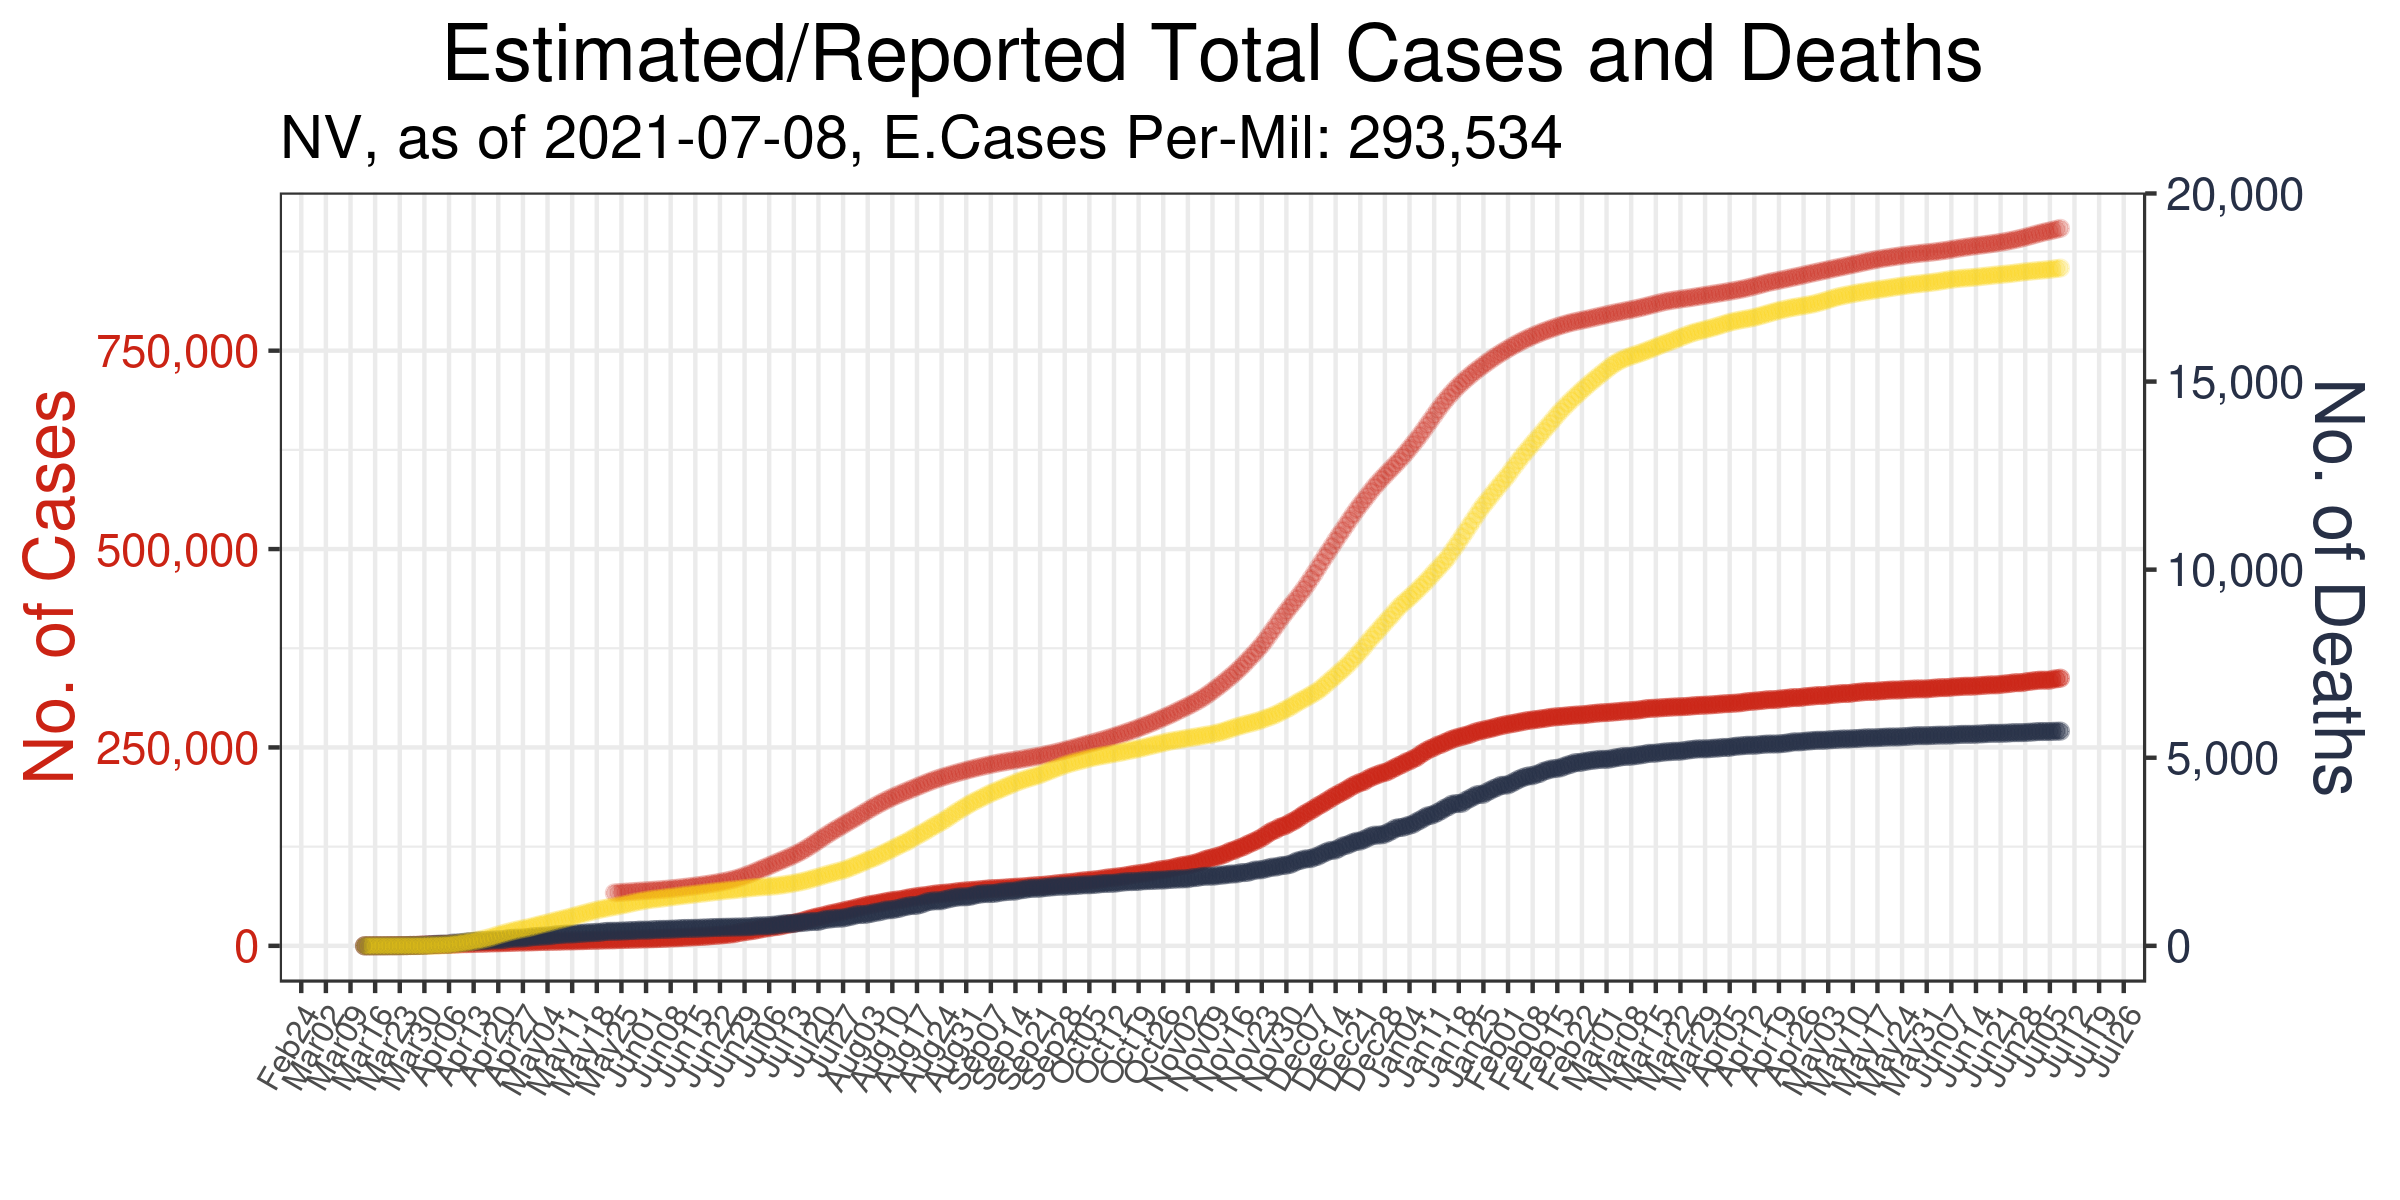 Estimated/Reported Total Cases and Deaths
NV, as of 2021-07-08, E.Cases Per-Mil: 293,534
No. of Cases
750,000
500,000
250,000
0
20,000
15,000
10,000
5,000
0
No. of Deaths
Feb24
Mar02
Mar09
Mar16
Mar23
Mar30
Apr06
Apr13
Apr20
Apr27
May04
May11
May18
May25
Jun01
Jun08
Jun15
Jun22
Jun29
Jul06
Jul13
Jul20
Jul27
Aug03
Aug10
Aug17
Aug24
Aug31
Sep07
Sep14
Sep21
Sep28
Oct05
Oct12
Oct19
Oct26
Nov02
Nov09
Nov16
Nov23
Nov30
Dec07
Dec14
Dec21
Dec28
Jan04
Jan11
Jan18
Jan25
Feb01
Feb08
Feb15
Feb22
Mar01
Mar08
Mar15
Mar22
Mar29
Apr05
Apr12
Apr19
Apr26
May03
May10
May17
May24
May31
Jun07
Jun14
Jun21
Jun28
Jul05
Jul12
Jul19
Jul26